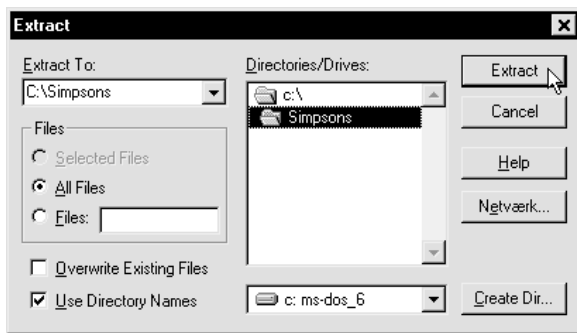 Extract
Extract To:
C:\Simpsons
Files
Selected Files
All Files
Files:
Overwrite Existing Files
Use Directory Names
Directories/Drives:
c:\
Simpsons
c: ms-dos_6
Extract
Cancel
Help
Netværk...
Create Dir...